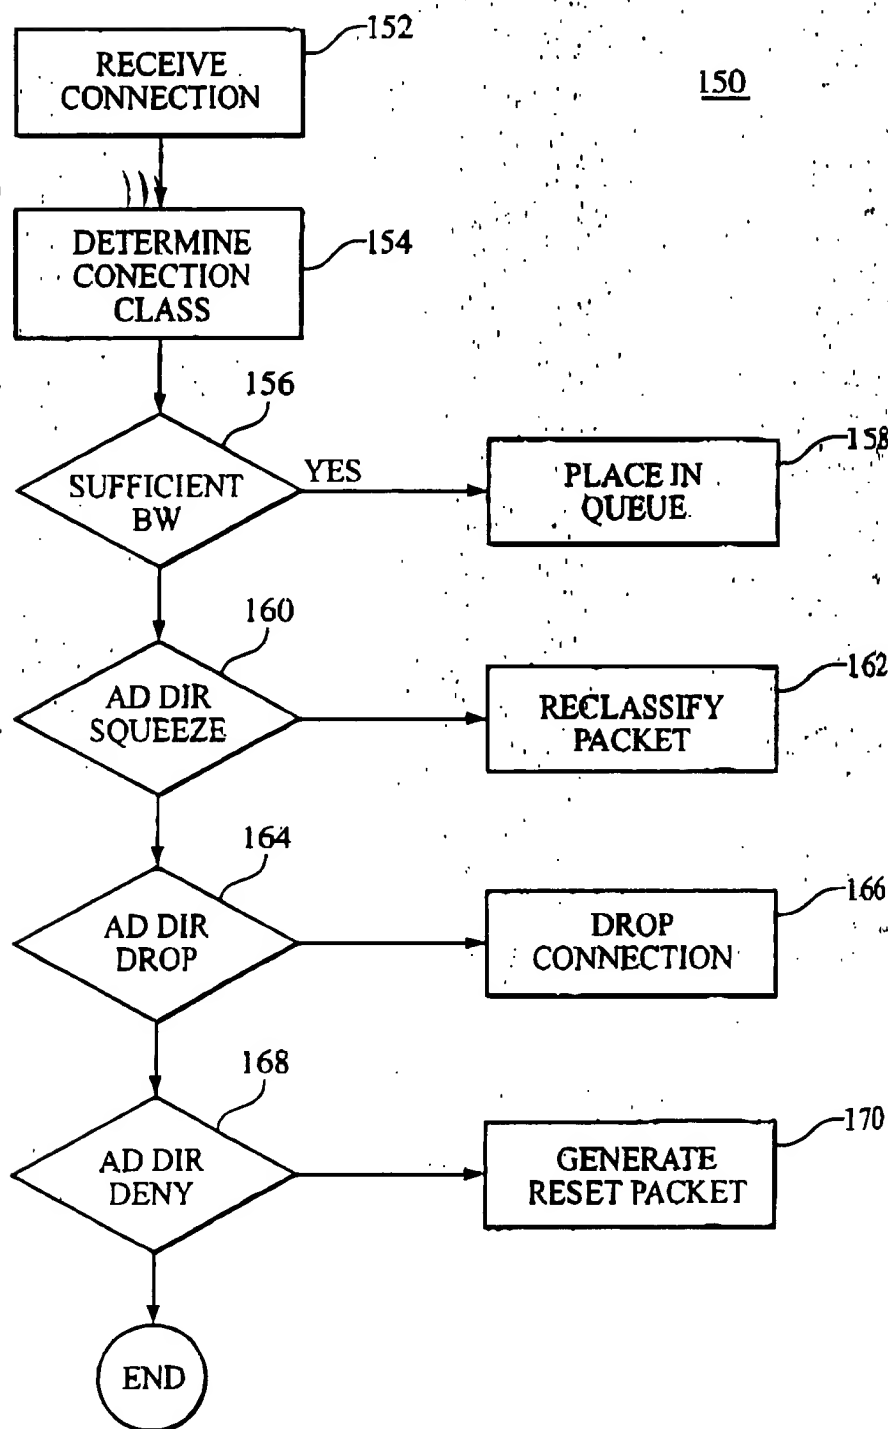 RECEIVE
CONNECTION
152
150
DETERMINE
CONECTION
CLASS
154
156
SUFFICIENT
BW
YES
PLACE IN
QUEUE
158
160
AD DIR
SQUEEZE
RECLASSIFY
PACKET
162
164
AD DIR
DROP
DROP
CONNECTION
166
168
AD DIR
DENY
GENERATE
RESET PACKET
170
END